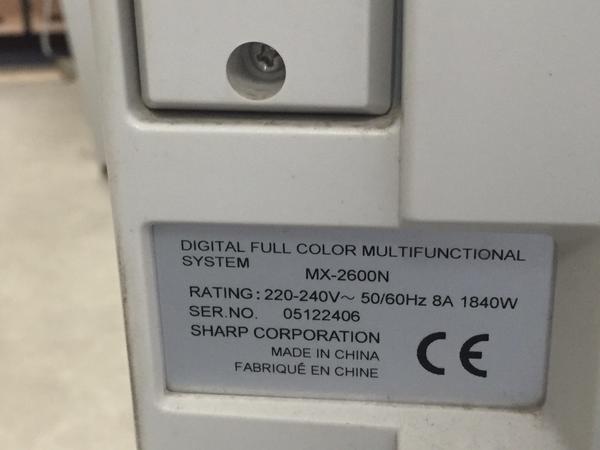 DIGITAL FULL COLOR MULTIFUNCTIONAL
SYSTEM MX-2600N
RATING: 220-240V~ 50/60Hz 8A 1840W
SER.NO. 05122406
SHARP CORPORATION
MADE IN CHINA
FABRIQUÉ EN CHINE
CE